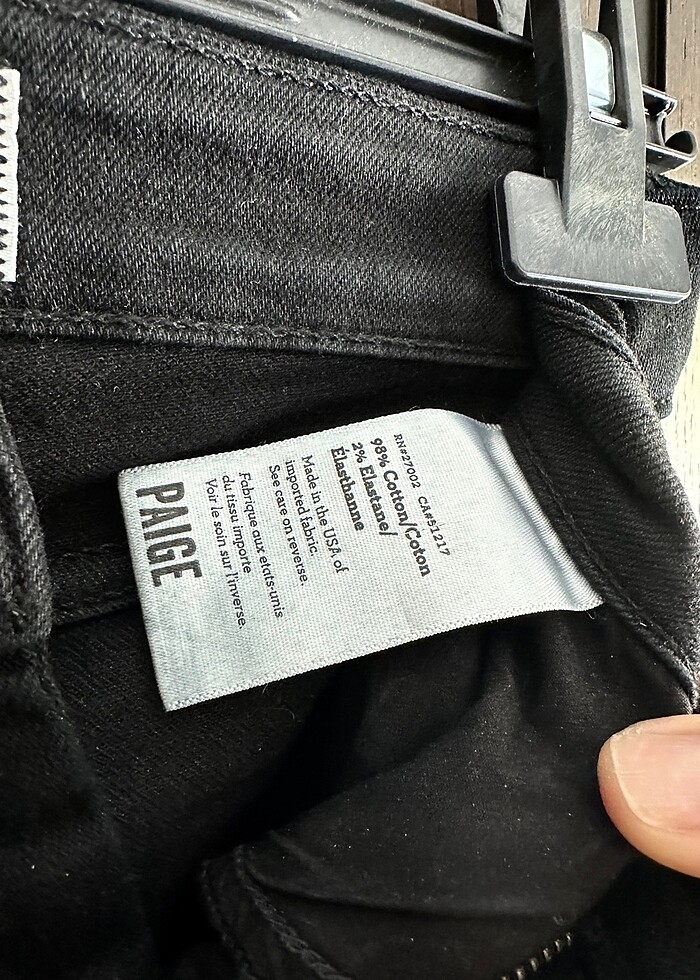 RN#27002 CA#51217
98% Cotton/Coton
2% Elastane/
Élasthanne
Made in the USA of
imported fabric.
See care on reverse.
Fabrique aux etats-unis
du tissu importe
Voir le soin sur l'inverse.
PAIGE